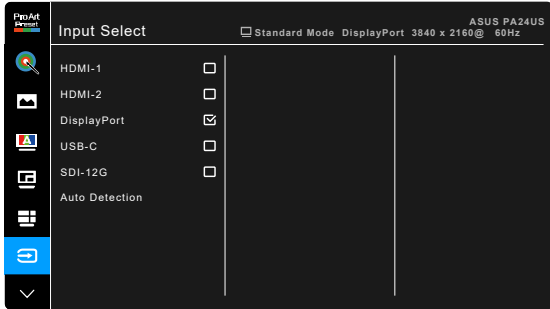 ProArt
Preset
Input Select
ASUS PA24US
Standard Mode DisplayPort 3840 x 2160@ 60Hz
HDMI-1
HDMI-2
DisplayPort
A
USB-C
SDI-12G
Auto Detection